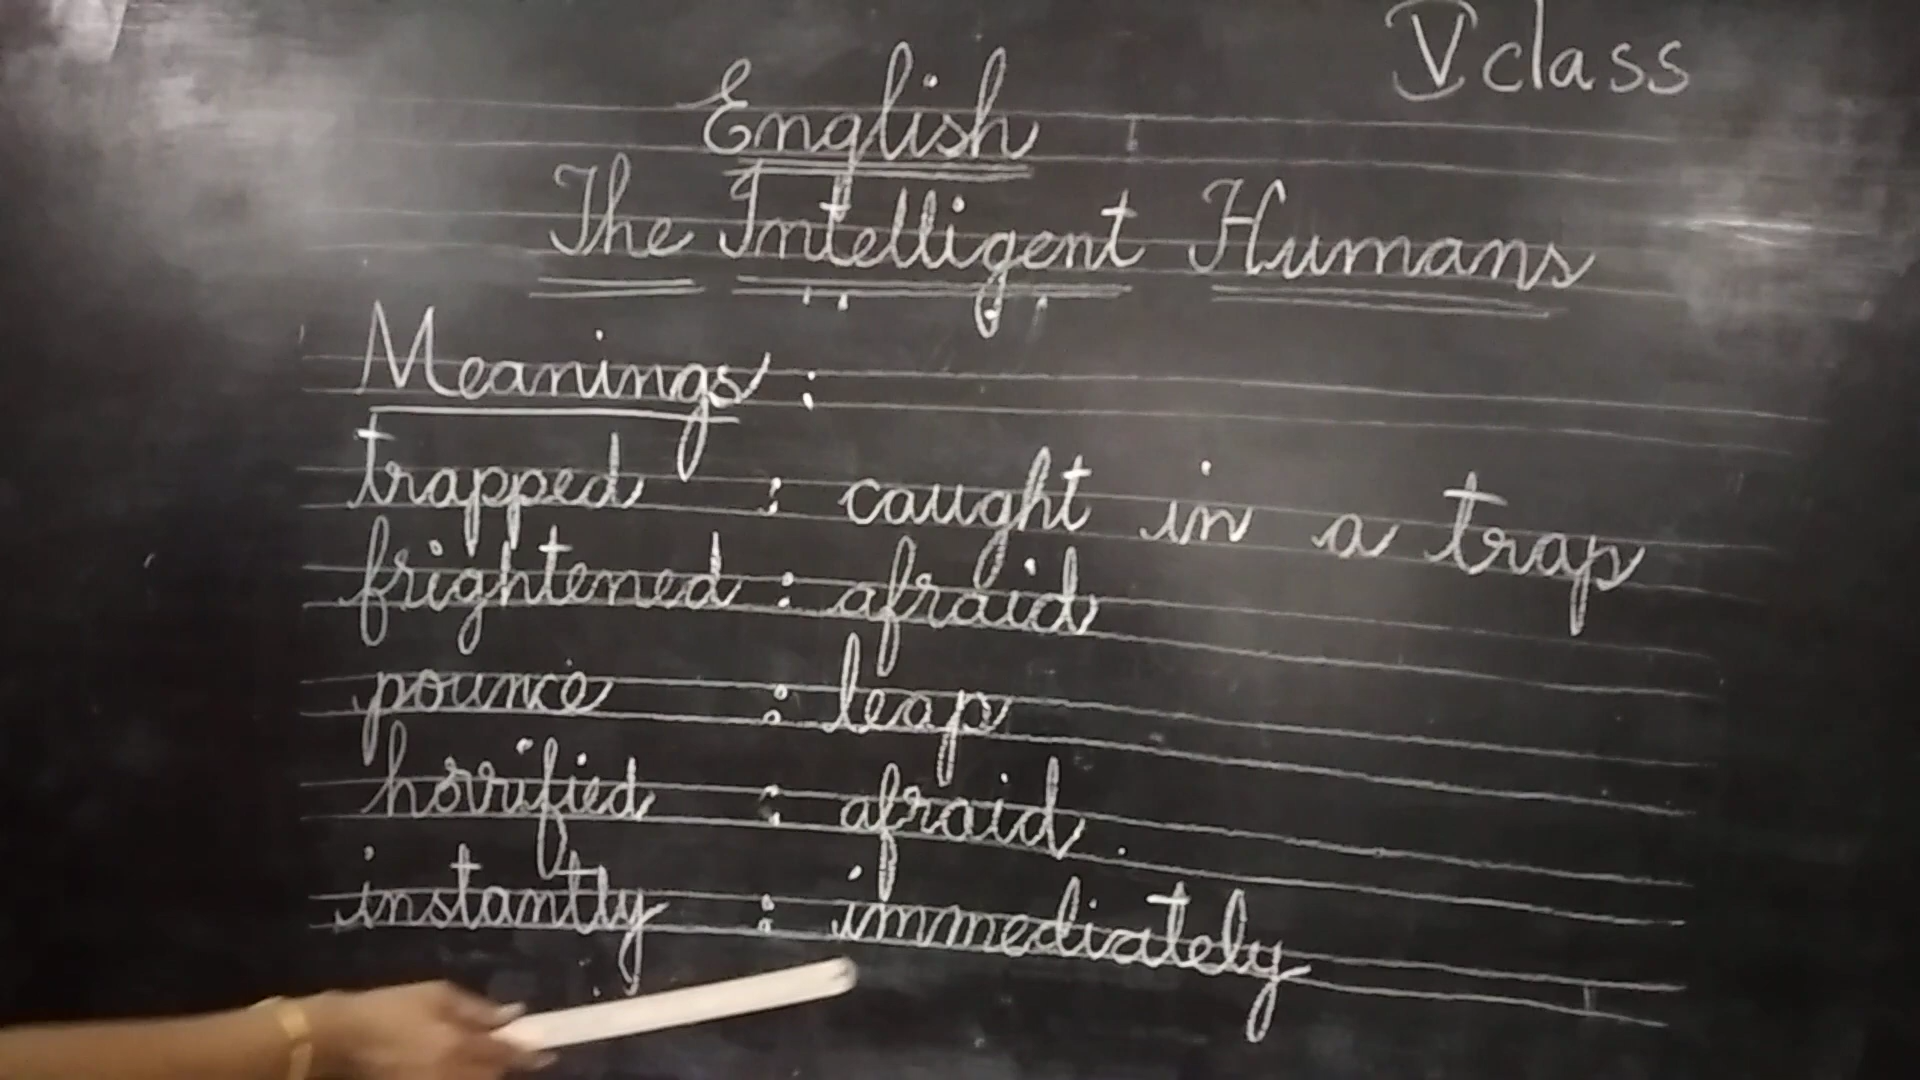 V class
English
The Intelligent Humans
Meanings :
trapped : caught in a trap
frightened : afraid
pounce : leap
horrified : afraid.
instantly : immediately